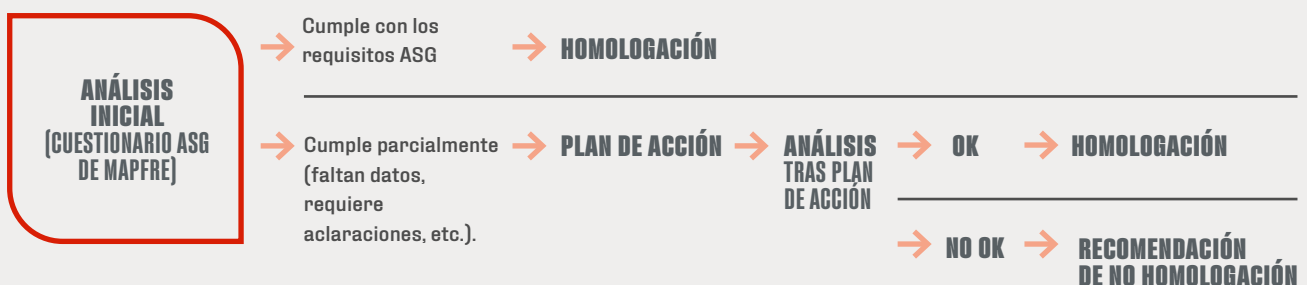 ANÁLISIS
INICIAL
(CUESTIONARIO ASG
DE MAPFRE)
Cumple con los
requisitos ASG
HOMOLOGACIÓN
Cumple parcialmente
(faltan datos,
requiere
aclaraciones, etc.).
PLAN DE ACCIÓN
ANÁLISIS
TRAS PLAN
DE ACCIÓN
OK
HOMOLOGACIÓN
NO OK
RECOMENDACIÓN
DE NO HOMOLOGACIÓN